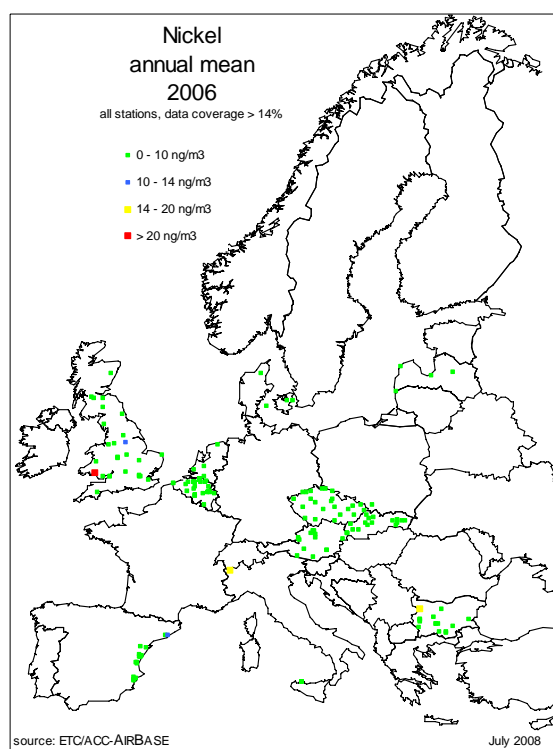 Nickel
annual mean
2006
all stations, data coverage > 14%
0 - 10 ng/m3
10 - 14 ng/m3
14 - 20 ng/m3
> 20 ng/m3
source: ETC/ACC-AIRBASE
July 2008